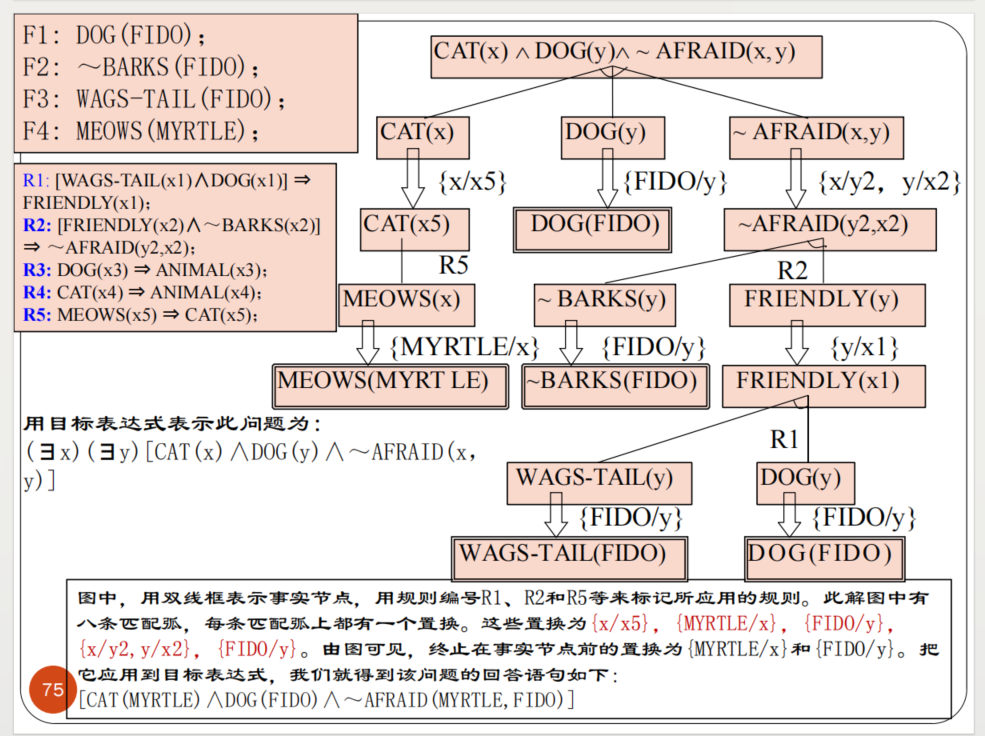 F1: DOG(FIDO);
F2: ～BARKS(FIDO);
F3: WAGS-TAIL(FIDO);
F4: MEOWS(MYRTLE);
R1: [WAGS-TAIL(x1)∧DOG(x1)] ⇒
FRIENDLY(x1);
R2: [FRIENDLY(x2)∧～BARKS(x2)]
⇒ ～AFRAID(y2,x2);
R3: DOG(x3) ⇒ ANIMAL(x3);
R4: CAT(x4) ⇒ ANIMAL(x4);
R5: MEOWS(x5) ⇒ CAT(x5);
CAT(x) ∧ DOG(y)∧ ~ AFRAID(x, y)
CAT(x)
DOG(y)
~ AFRAID(x,y)
{x/x5}
{FIDO/y}
{x/y2, y/x2}
CAT(x5)
DOG(FIDO)
~AFRAID(y2,x2)
R5
R2
MEOWS(x)
~ BARKS(y)
FRIENDLY(y)
{MYRTLE/x}
{FIDO/y}
{y/x1}
MEOWS(MYRT LE)
~BARKS(FIDO)
FRIENDLY(x1)
R1
WAGS-TAIL(y)
DOG(y)
{FIDO/y}
{FIDO/y}
WAGS-TAIL(FIDO)
DOG(FIDO)
用目标表达式表示此问题为:
(∃x)(∃y)[CAT(x)∧DOG(y)∧～AFRAID(x,
y)]
图中，用双线框表示事实节点，用规则编号R1、R2和R5等来标记所应用的规则。此解图中有
八条匹配弧，每条匹配弧上都有一个置换。这些置换为{x/x5}，{MYRTLE/x}，{FIDO/y}，
{x/y2,y/x2}，{FIDO/y}。由图可见，终止在事实节点前的置换为{MYRTLE/x}和{FIDO/y}。把
它应用到目标表达式，我们就得到该问题的回答语句如下：
[CAT(MYRTLE)∧DOG(FIDO)∧～AFRAID(MYRTLE,FIDO)]
75